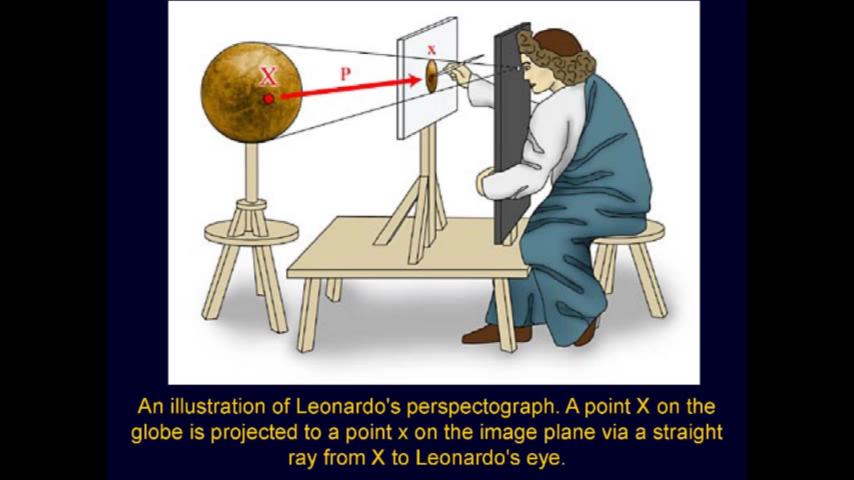 X
P
x
An illustration of Leonardo's perspectograph. A point X on the
globe is projected to a point x on the image plane via a straight
ray from X to Leonardo's eye.